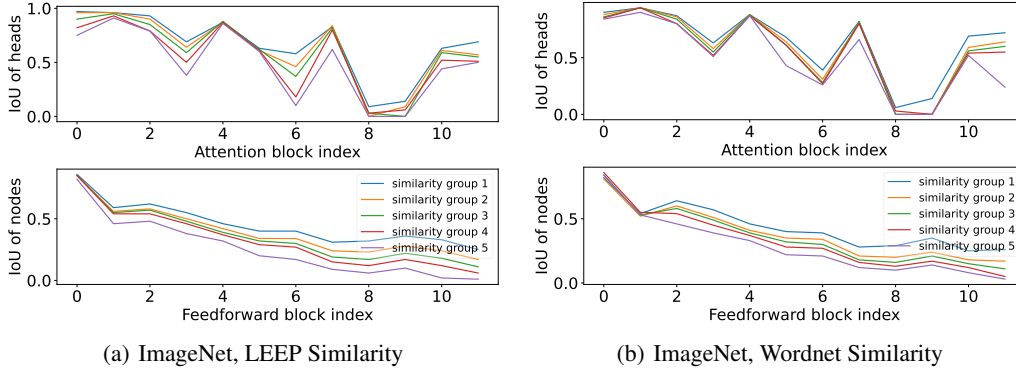 1.0
0.5
0.0
IoU of heads
0 2 4 6 8 10
Attention block index
0.5
0.0
IoU of nodes
similarity group 1
similarity group 2
similarity group 3
similarity group 4
similarity group 5
0 2 4 6 8 10
Feedforward block index
(a) ImageNet, LEEP Similarity
0.5
0.0
IoU of heads
0 2 4 6 8 10
Attention block index
0.5
0.0
IoU of nodes
similarity group 1
similarity group 2
similarity group 3
similarity group 4
similarity group 5
0 2 4 6 8 10
Feedforward block index
(b) ImageNet, Wordnet Similarity